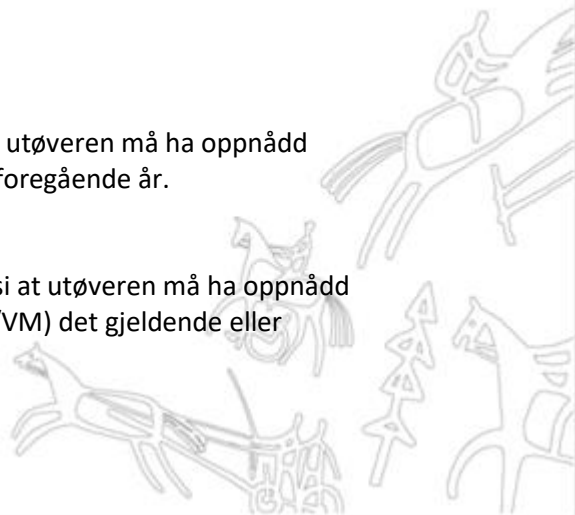 utøveren må ha oppnådd
foregående år.
si at utøveren må ha oppnådd
/VM) det gjeldende eller